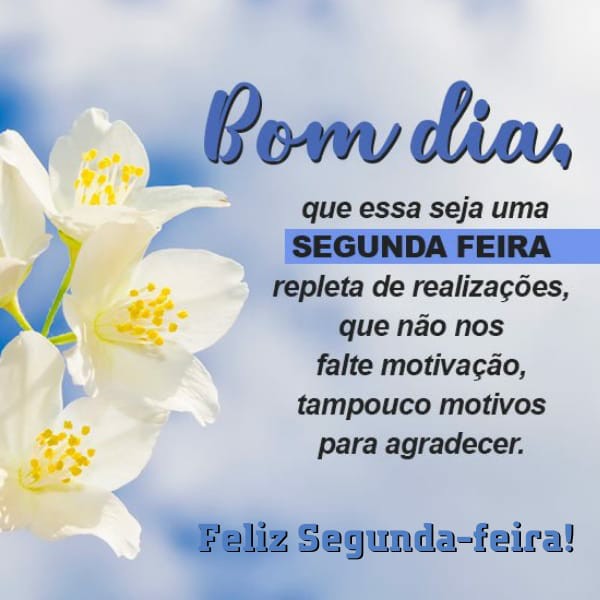 Bom dia,
que essa seja uma
SEGUNDA FEIRA
repleta de realizações,
que não nos
falte motivação,
tampouco motivos
para agradecer.
Feliz Segunda-feira!